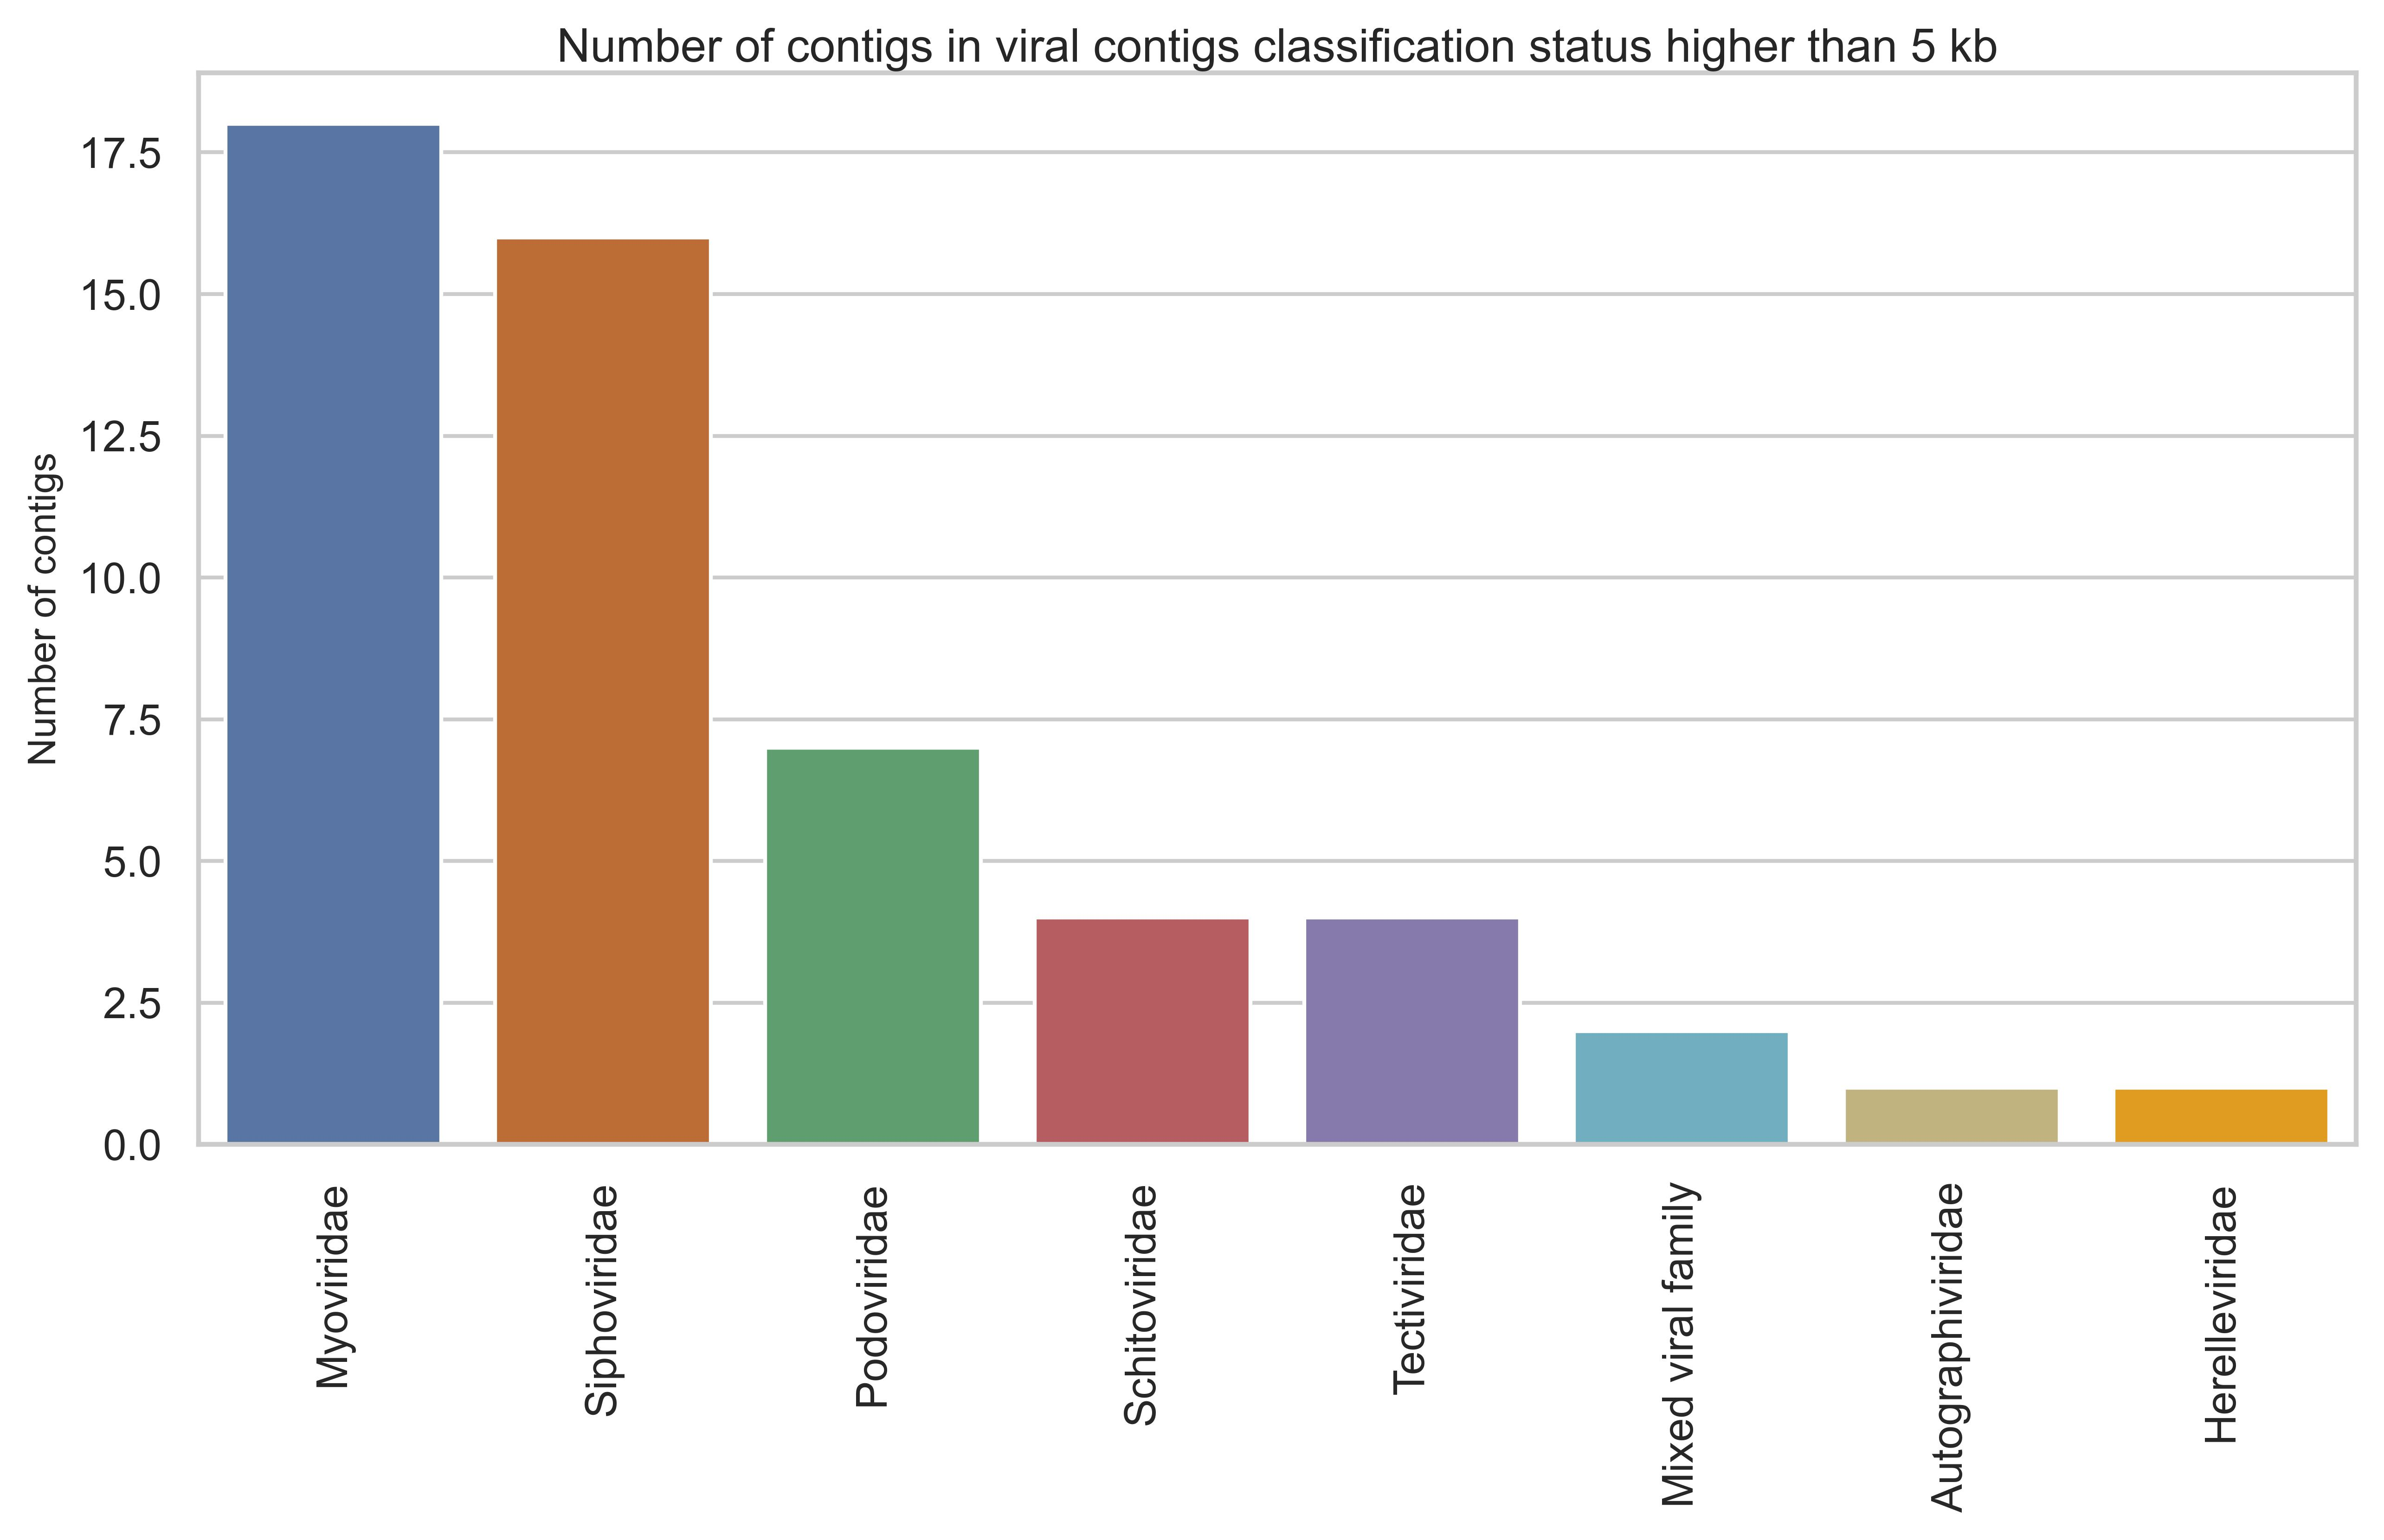 Number of contigs in viral contigs classification status higher than 5 kb
Number of contigs
17.5
15.0
12.5
10.0
7.5
5.0
2.5
0.0
Myoviridae
Siphoviridae
Podoviridae
Schitoviridae
Tectiviridae
Mixed viral family
Autographiviridae
Herelleviridae